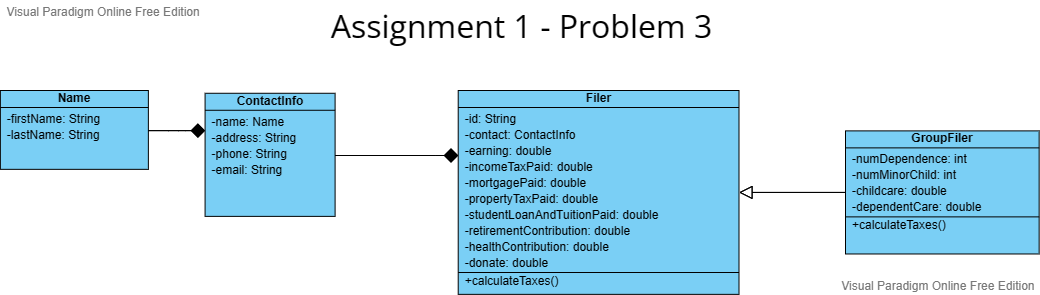 Visual Paradigm Online Free Edition
Assignment 1 - Problem 3
Name
-firstName: String
-lastName: String
ContactInfo
-name: Name
-address: String
-phone: String
-email: String
Filer
-id: String
-contact: ContactInfo
-earning: double
-incomeTaxPaid: double
-mortgagePaid: double
-propertyTaxPaid: double
-studentLoanAndTuitionPaid: double
-retirementContribution: double
-healthContribution: double
-donate: double
+calculateTaxes()
GroupFiler
-numDependence: int
-numMinorChild: int
-childcare: double
-dependentCare: double
+calculateTaxes()
Visual Paradigm Online Free Edition